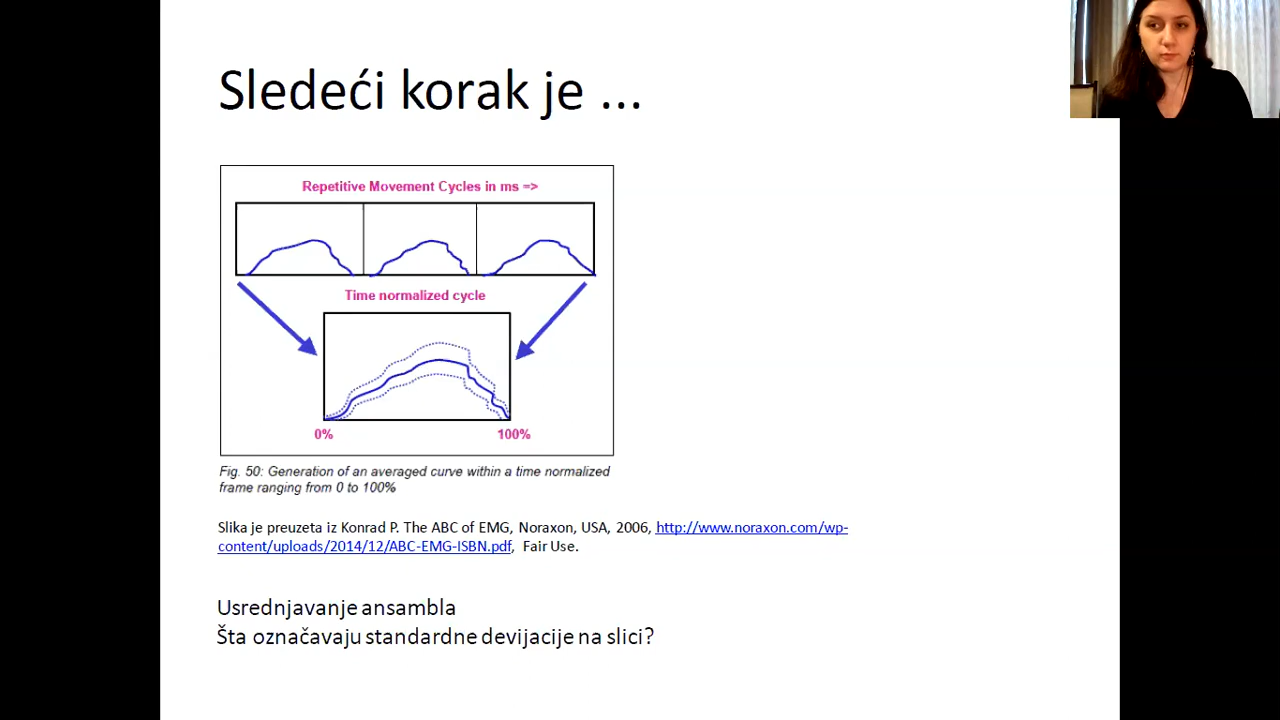 Sledeći korak je ...
Repetitive Movement Cycles in ms =>
Time normalized cycle
0%
100%
Fig. 50: Generation of an averaged curve within a time normalized
frame ranging from 0 to 100%
Slika je preuzeta iz Konrad P. The ABC of EMG, Noraxon, USA, 2006, http://www.noraxon.com/wp-
content/uploads/2014/12/ABC-EMG-ISBN.pdf, Fair Use.
Usrednjavanje ansambla
Šta označavaju standardne devijacije na slici?